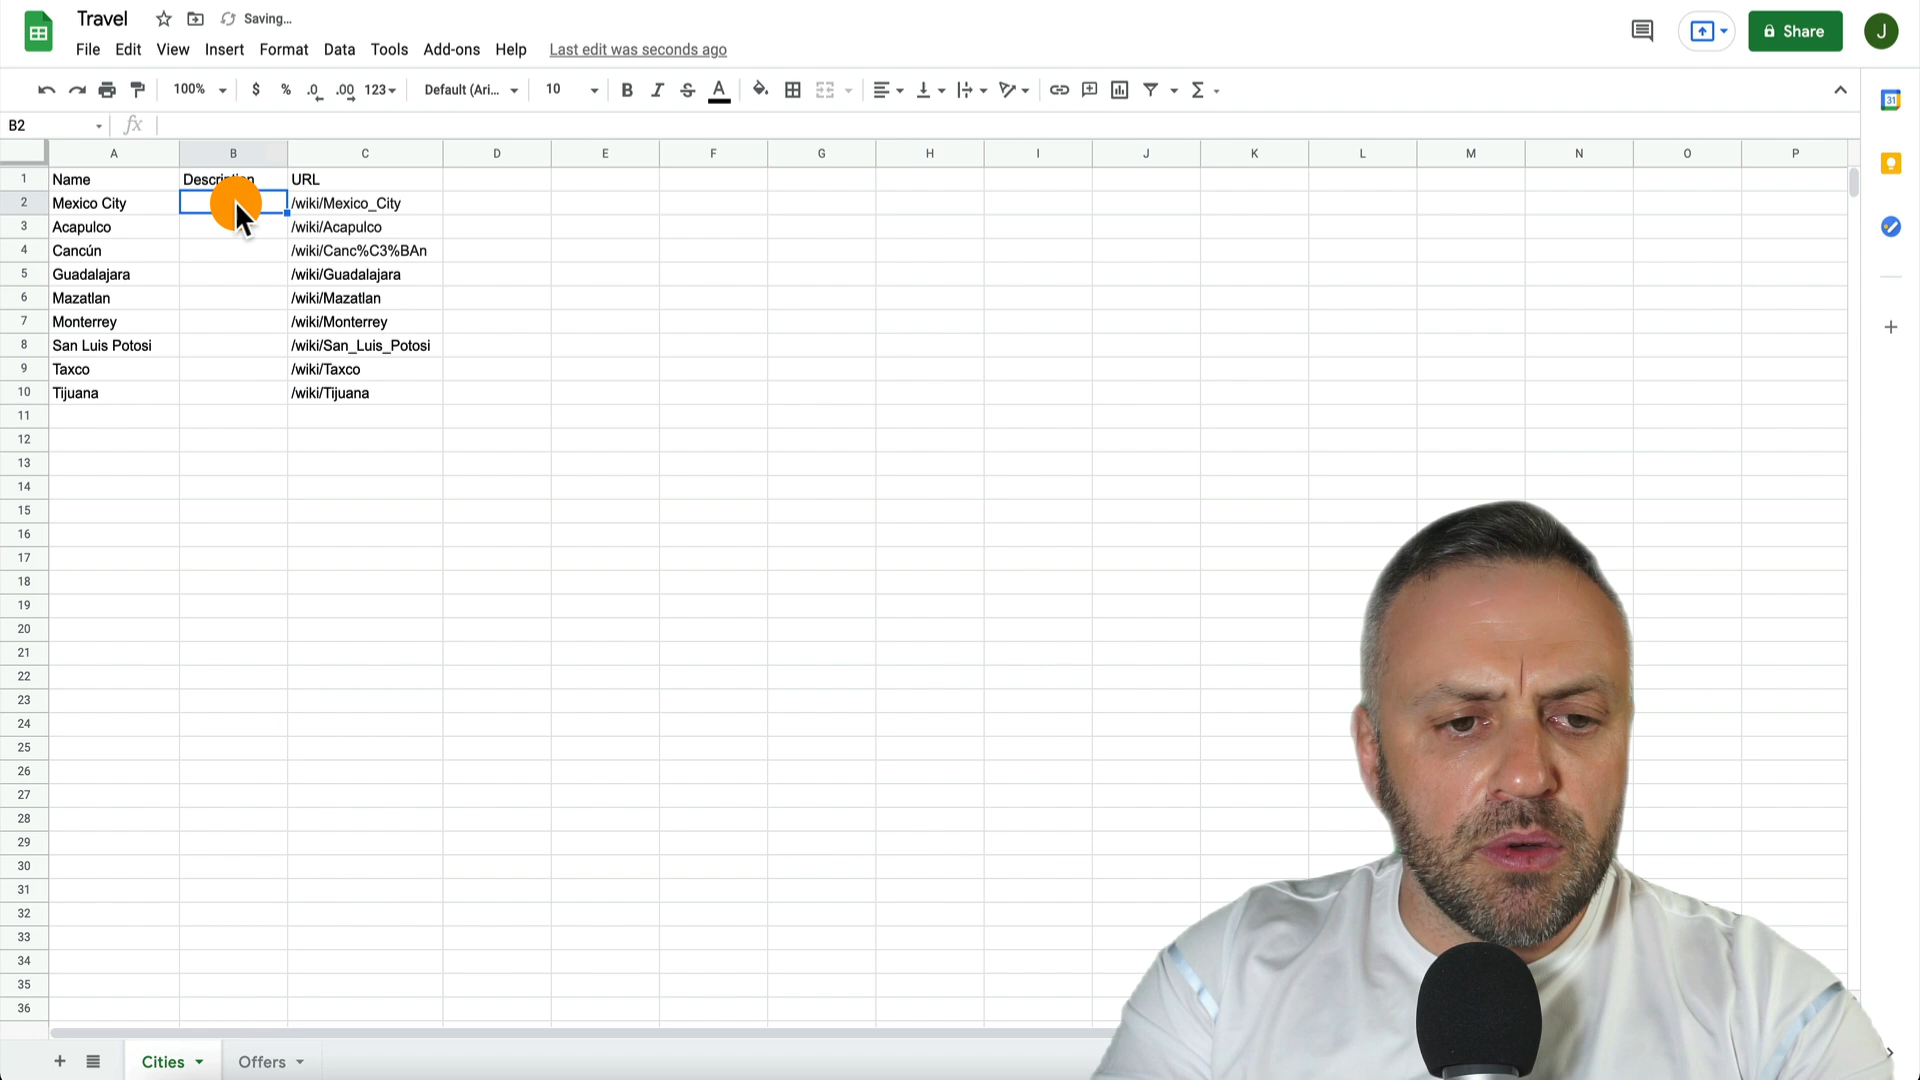 Travel Saving...
File Edit View Insert Format Data Tools Add-ons Help Last edit was seconds ago
Share J
100% $ % .0 .00 123 Default (Ari... 10 B I S A Σ
31
B2 fx
A B C D E F G H I J K L M N O P
1 Name Description URL
2 Mexico City /wiki/Mexico_City
3 Acapulco /wiki/Acapulco
4 Cancún /wiki/Canc%C3%BAn
5 Guadalajara /wiki/Guadalajara
6 Mazatlan /wiki/Mazatlan
7 Monterrey /wiki/Monterrey
8 San Luis Potosi /wiki/San_Luis_Potosi
9 Taxco /wiki/Taxco
10 Tijuana /wiki/Tijuana
11
12
13
14
15
16
17
18
19
20
21
22
23
24
25
26
27
28
29
30
31
32
33
34
35
36
Cities Offers